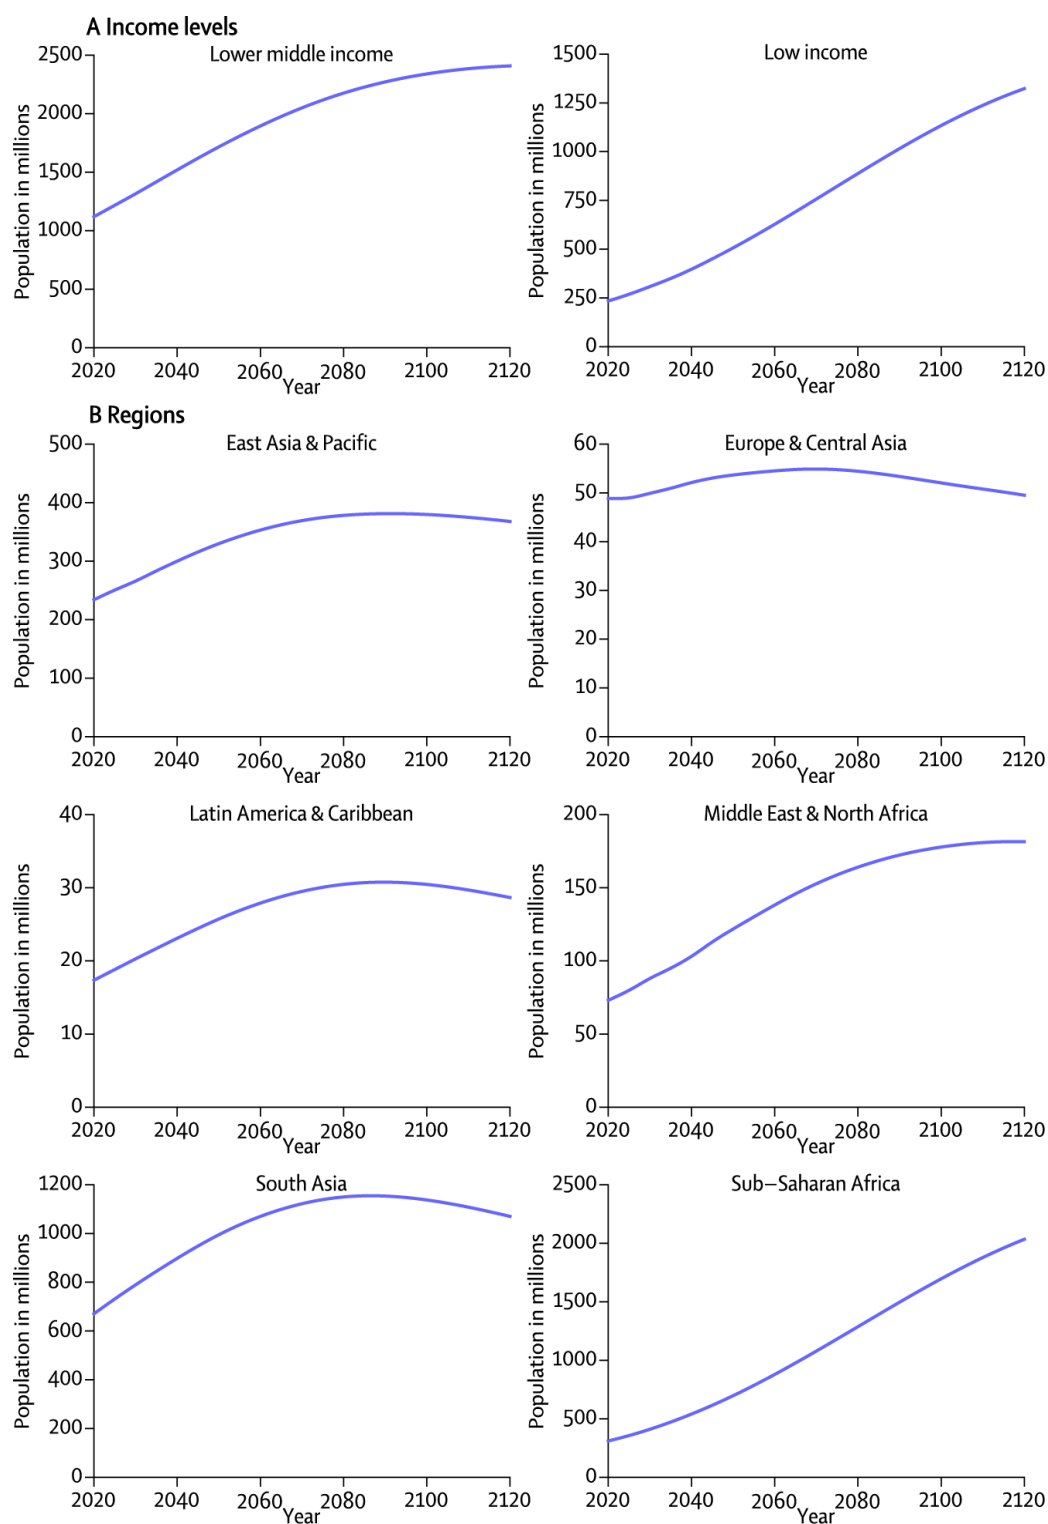 A Income levels
Lower middle income
Population in millions
2500
2000
1500
1000
500
0
2020 2040 2060 2080 2100 2120
Year
Low income
Population in millions
1500
1250
1000
750
500
250
0
2020 2040 2060 2080 2100 2120
Year
B Regions
East Asia & Pacific
Population in millions
500
400
300
200
100
0
2020 2040 2060 2080 2100 2120
Year
Europe & Central Asia
Population in millions
60
50
40
30
20
10
0
2020 2040 2060 2080 2100 2120
Year
Latin America & Caribbean
Population in millions
40
30
20
10
0
2020 2040 2060 2080 2100 2120
Year
Middle East & North Africa
Population in millions
200
150
100
50
0
2020 2040 2060 2080 2100 2120
Year
South Asia
Population in millions
1200
1000
800
600
400
200
0
2020 2040 2060 2080 2100 2120
Year
Sub–Saharan Africa
Population in millions
2500
2000
1500
1000
500
0
2020 2040 2060 2080 2100 2120
Year